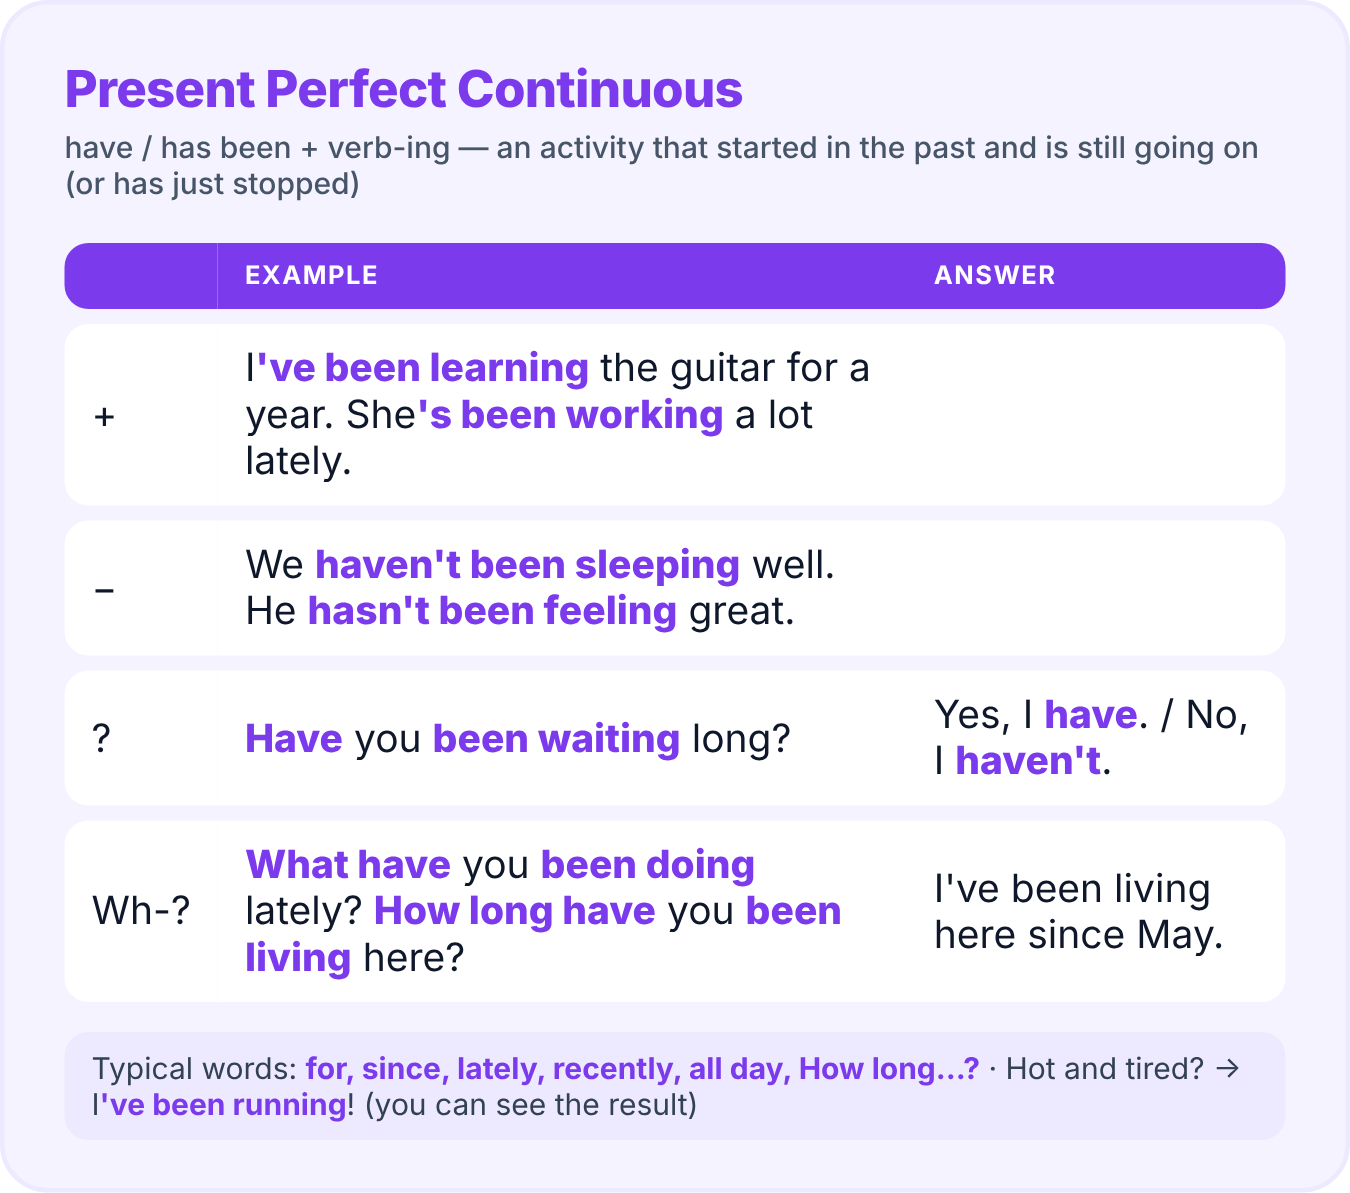 Present Perfect Continuous
have / has been + verb-ing — an activity that started in the past and is still going on
(or has just stopped)
EXAMPLE
ANSWER
+
I've been learning the guitar for a
year. She's been working a lot
lately.
−
We haven't been sleeping well.
He hasn't been feeling great.
?
Have you been waiting long?
Yes, I have. / No,
I haven't.
Wh-?
What have you been doing
lately? How long have you been
living here?
I've been living
here since May.
Typical words: for, since, lately, recently, all day, How long...? · Hot and tired? →
I've been running! (you can see the result)